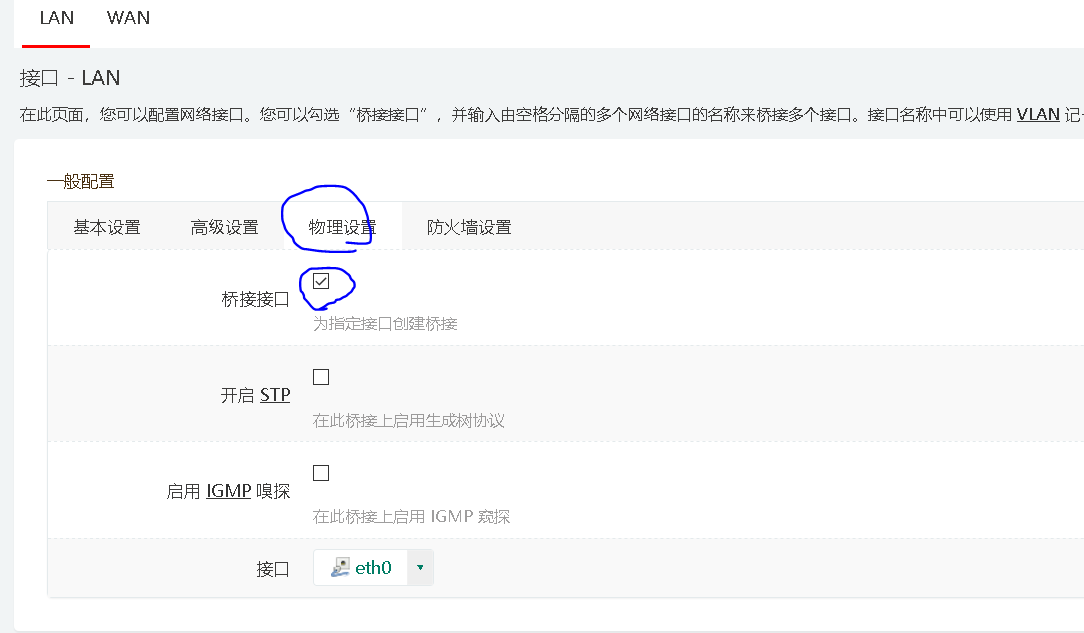 LAN WAN
接口 - LAN
在此页面，您可以配置网络接口。您可以勾选“桥接接口”，并输入由空格分隔的多个网络接口的名称来桥接多个接口。接口名称中可以使用 VLAN 记
一般配置
基本设置 高级设置 物理设置 防火墙设置
桥接接口
为指定接口创建桥接
开启 STP
在此桥接上启用生成树协议
启用 IGMP 嗅探
在此桥接上启用 IGMP 窥探
接口 eth0